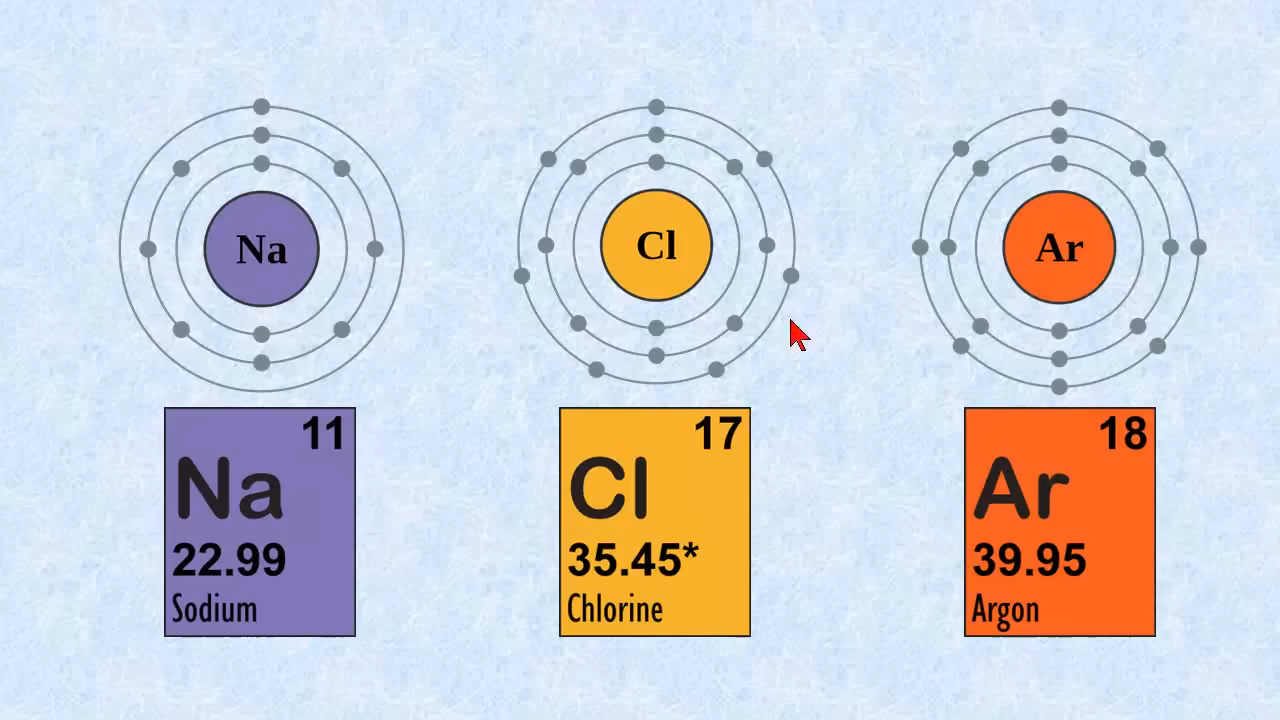 Na
Cl
Ar
11
Na
22.99
Sodium
17
Cl
35.45*
Chlorine
18
Ar
39.95
Argon